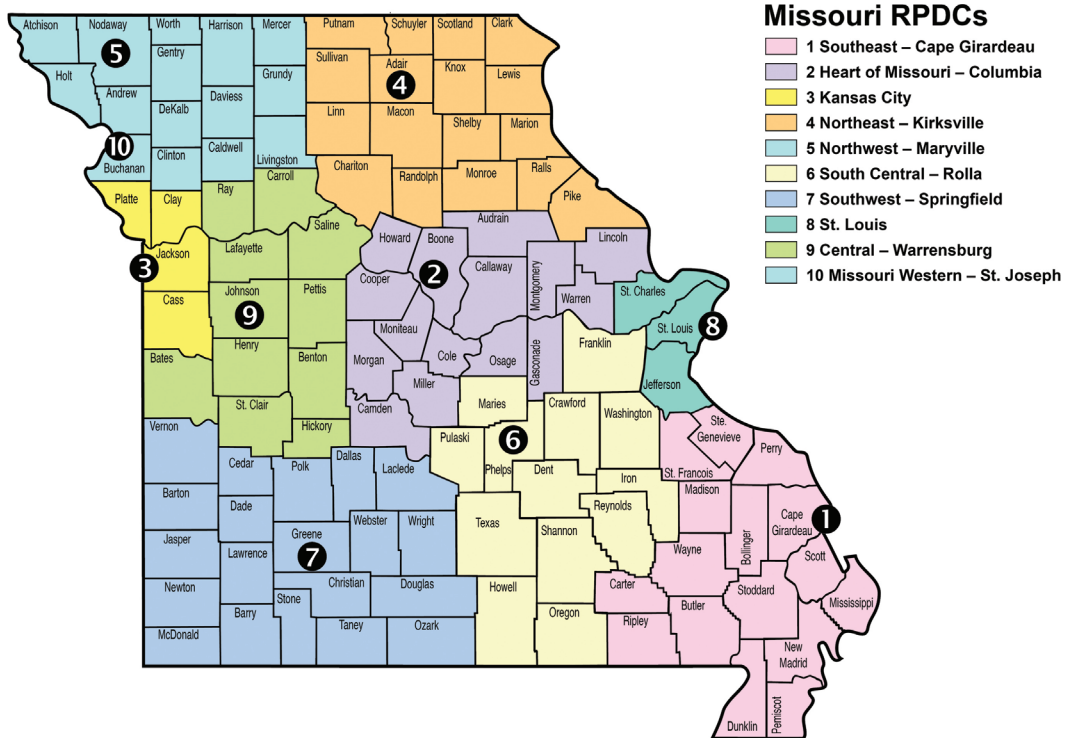 Missouri RPDCs
1 Southeast – Cape Girardeau
2 Heart of Missouri – Columbia
3 Kansas City
4 Northeast – Kirksville
5 Northwest – Maryville
6 South Central – Rolla
7 Southwest – Springfield
8 St. Louis
9 Central – Warrensburg
10 Missouri Western – St. Joseph
Atchison
Nodaway
Worth
Harrison
Mercer
Putnam
Schuyler
Scotland
Clark
5
Gentry
Sullivan
Adair
4
Knox
Lewis
Holt
Grundy
Andrew
Daviess
DeKalb
Linn
Macon
Shelby
Marion
10
Buchanan
Clinton
Caldwell
Livingston
Chariton
Randolph
Monroe
Ralls
Carroll
Platte
Clay
Ray
Pike
Saline
Audrain
Howard
Boone
Lincoln
Jackson
Lafayette
3
2
Callaway
Montgomery
Cooper
Cass
Johnson
Pettis
Warren
St. Charles
9
Moniteau
St. Louis
8
Bates
Henry
Benton
Morgan
Cole
Osage
Gasconade
Franklin
Miller
Jefferson
St. Clair
Camden
Maries
Crawford
Washington
Vernon
Hickory
Pulaski
6
Ste.
Genevieve
Perry
Cedar
Polk
Dallas
Laclede
Phelps
Dent
Iron
St. Francois
Madison
Barton
Dade
Webster
Wright
Texas
Shannon
Reynolds
Cape
Girardeau
1
Jasper
Greene
7
Lawrence
Wayne
Bollinger
Scott
Newton
Christian
Douglas
Howell
Carter
Stoddard
Mississippi
Barry
Stone
Oregon
Butler
McDonald
Taney
Ozark
Ripley
New
Madrid
Dunklin
Pemiscot